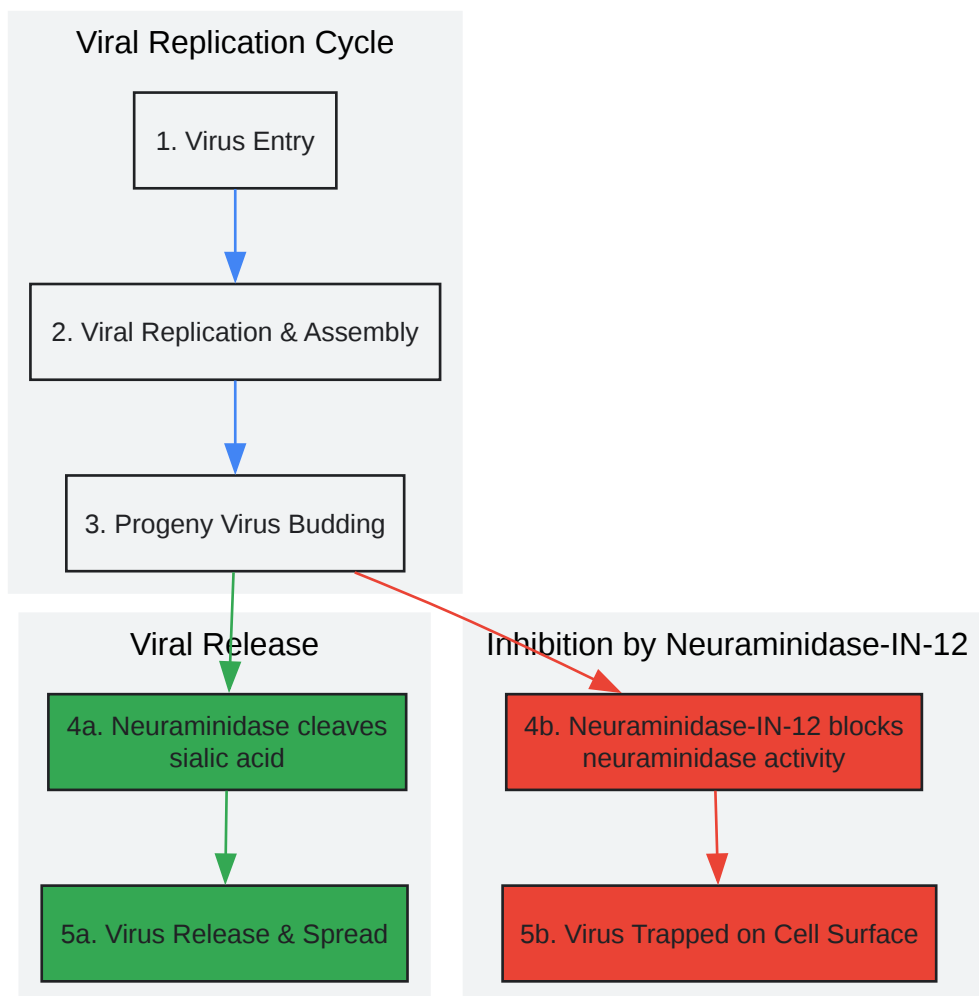 Viral Replication Cycle
1. Virus Entry
2. Viral Replication & Assembly
3. Progeny Virus Budding
Viral Release
4a. Neuraminidase cleaves
sialic acid
5a. Virus Release & Spread
Inhibition by Neuraminidase-IN-12
4b. Neuraminidase-IN-12 blocks
neuraminidase activity
5b. Virus Trapped on Cell Surface